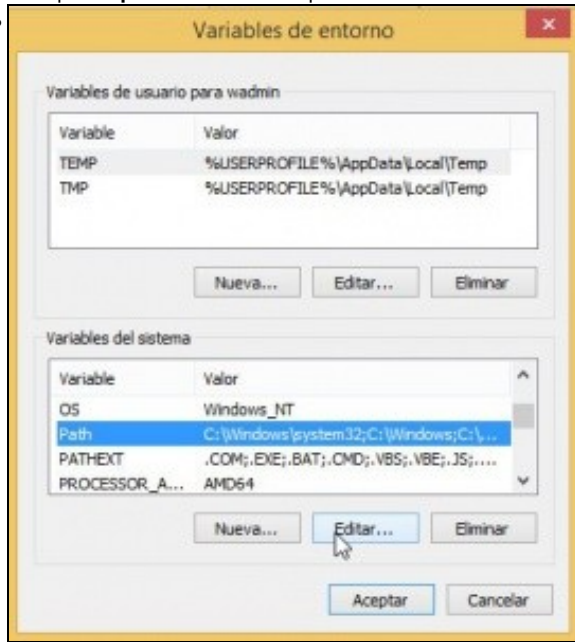 Variables de entorno
Variables de usuario para wadmin
Variable Valor
TEMP %USERPROFILE%\AppData\Local\Temp
TMP %USERPROFILE%\AppData\Local\Temp
Nueva... Editar... Eliminar
Variables del sistema
Variable Valor
OS Windows_NT
Path C:\Windows\system32;C:\Windows;C:\,...
PATHEXT .COM;.EXE;.BAT;.CMD;.VBS;.VBE;.JS;....
PROCESSOR_A... AMD64
Nueva... Editar... Eliminar
Aceptar Cancelar